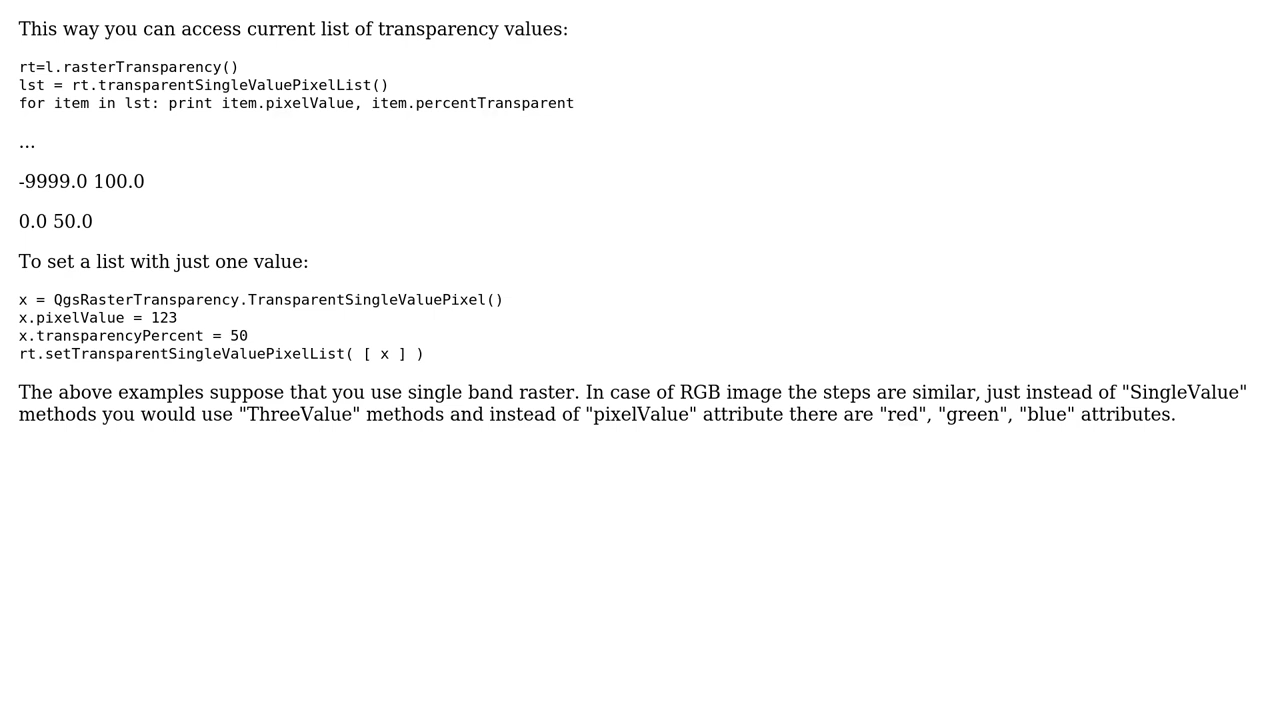 This way you can access current list of transparency values:
rt=l.rasterTransparency()
lst = rt.transparentSingleValuePixelList()
for item in lst: print item.pixelValue, item.percentTransparent
...
-9999.0 100.0
0.0 50.0
To set a list with just one value:
x = QgsRasterTransparency.TransparentSingleValuePixel()
x.pixelValue = 123
x.transparencyPercent = 50
rt.setTransparentSingleValuePixelList( [ x ] )
The above examples suppose that you use single band raster. In case of RGB image the steps are similar, just instead of "SingleValue"
methods you would use "ThreeValue" methods and instead of "pixelValue" attribute there are "red", "green", "blue" attributes.